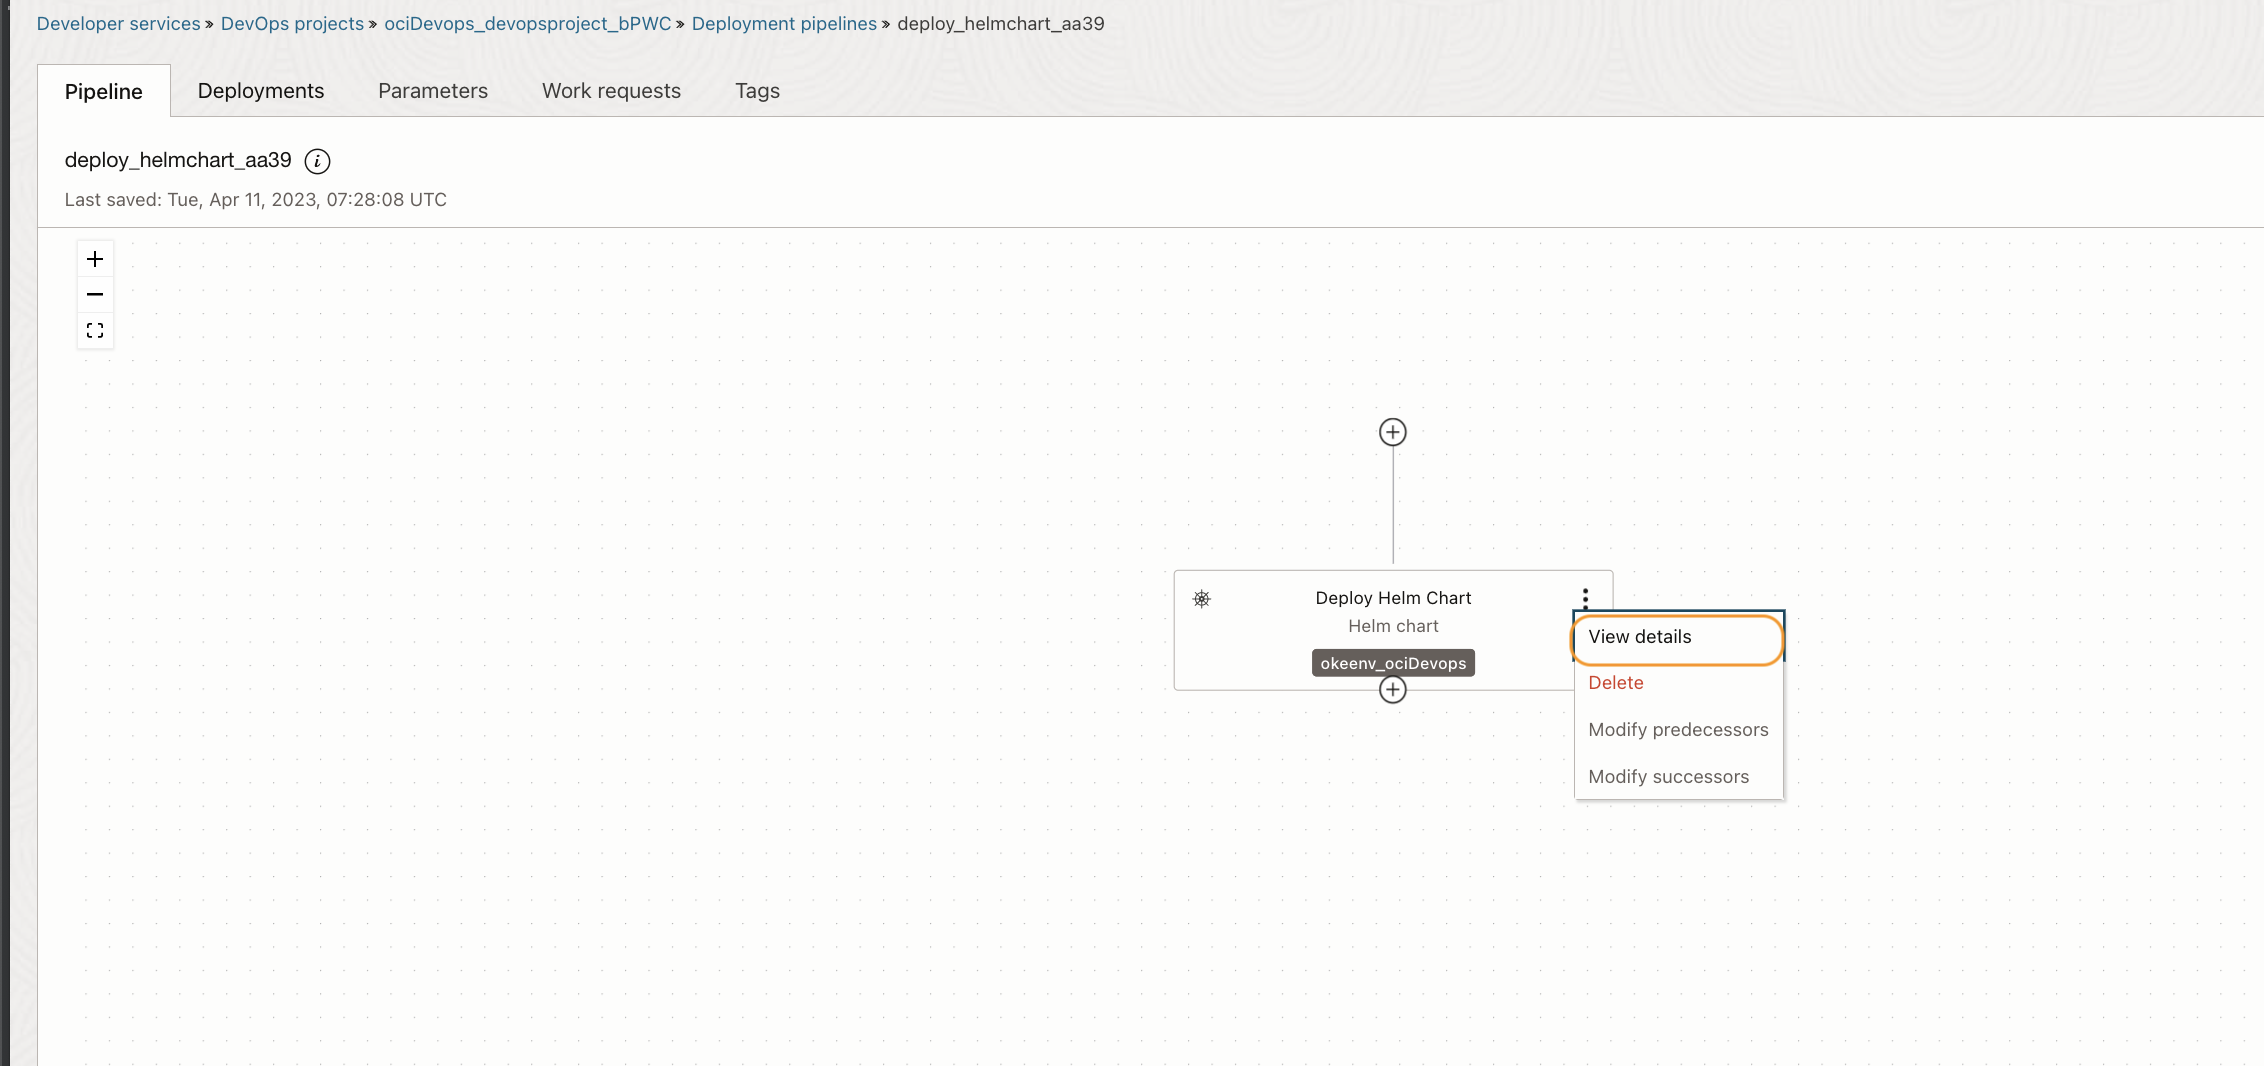 Developer services » DevOps projects » ociDevops_devopsproject_bPWC » Deployment pipelines » deploy_helmchart_aa39
Pipeline Deployments Parameters Work requests Tags
deploy_helmchart_aa39 i
Last saved: Tue, Apr 11, 2023, 07:28:08 UTC
Deploy Helm Chart
Helm chart
okeenv_ociDevops
View details
Delete
Modify predecessors
Modify successors